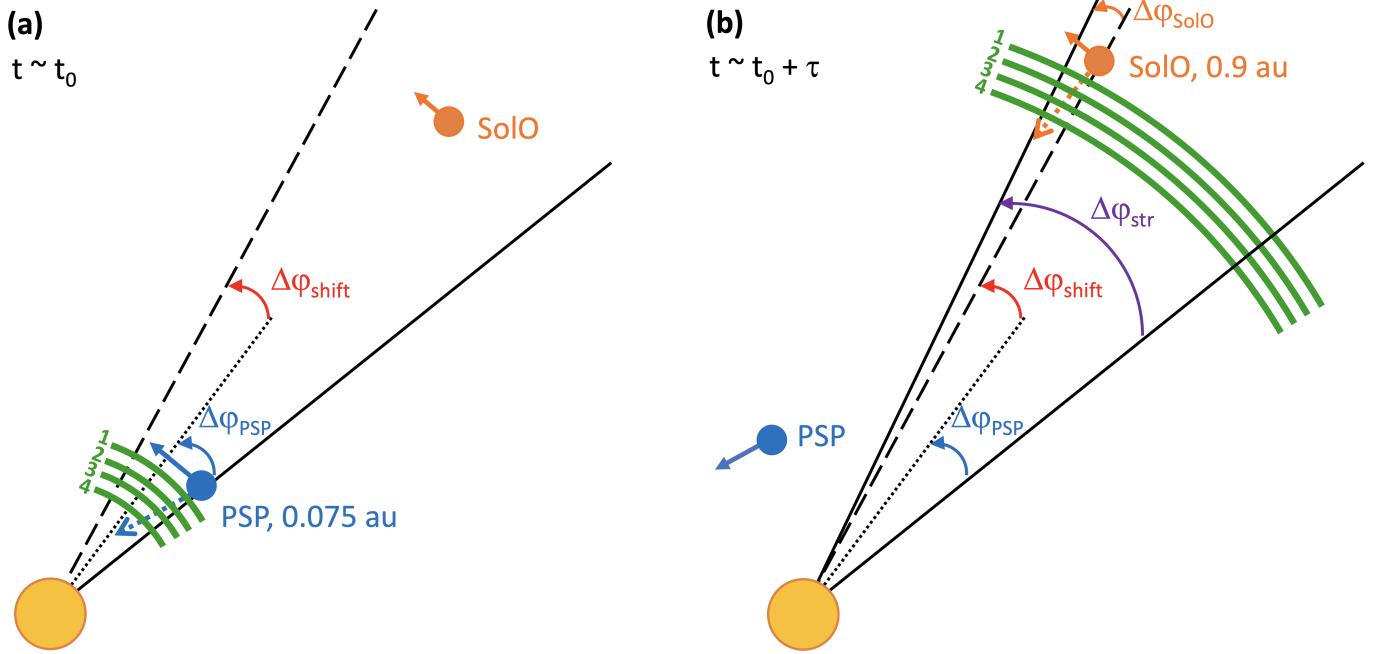 (a)
t ~ t₀
SolO
Δφshift
ΔφPSP
1
2
3
4
PSP, 0.075 au
(b)
t ~ t₀ + τ
ΔφSolO
1
2
3
4
SolO, 0.9 au
Δφstr
Δφshift
ΔφPSP
PSP